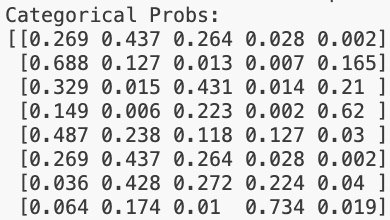 Categorical Probs:
[[0.269 0.437 0.264 0.028 0.002]
[0.688 0.127 0.013 0.007 0.165]
[0.329 0.015 0.431 0.014 0.21 ]
[0.149 0.006 0.223 0.002 0.62 ]
[0.487 0.238 0.118 0.127 0.03 ]
[0.269 0.437 0.264 0.028 0.002]
[0.036 0.428 0.272 0.224 0.04 ]
[0.064 0.174 0.01  0.734 0.019]